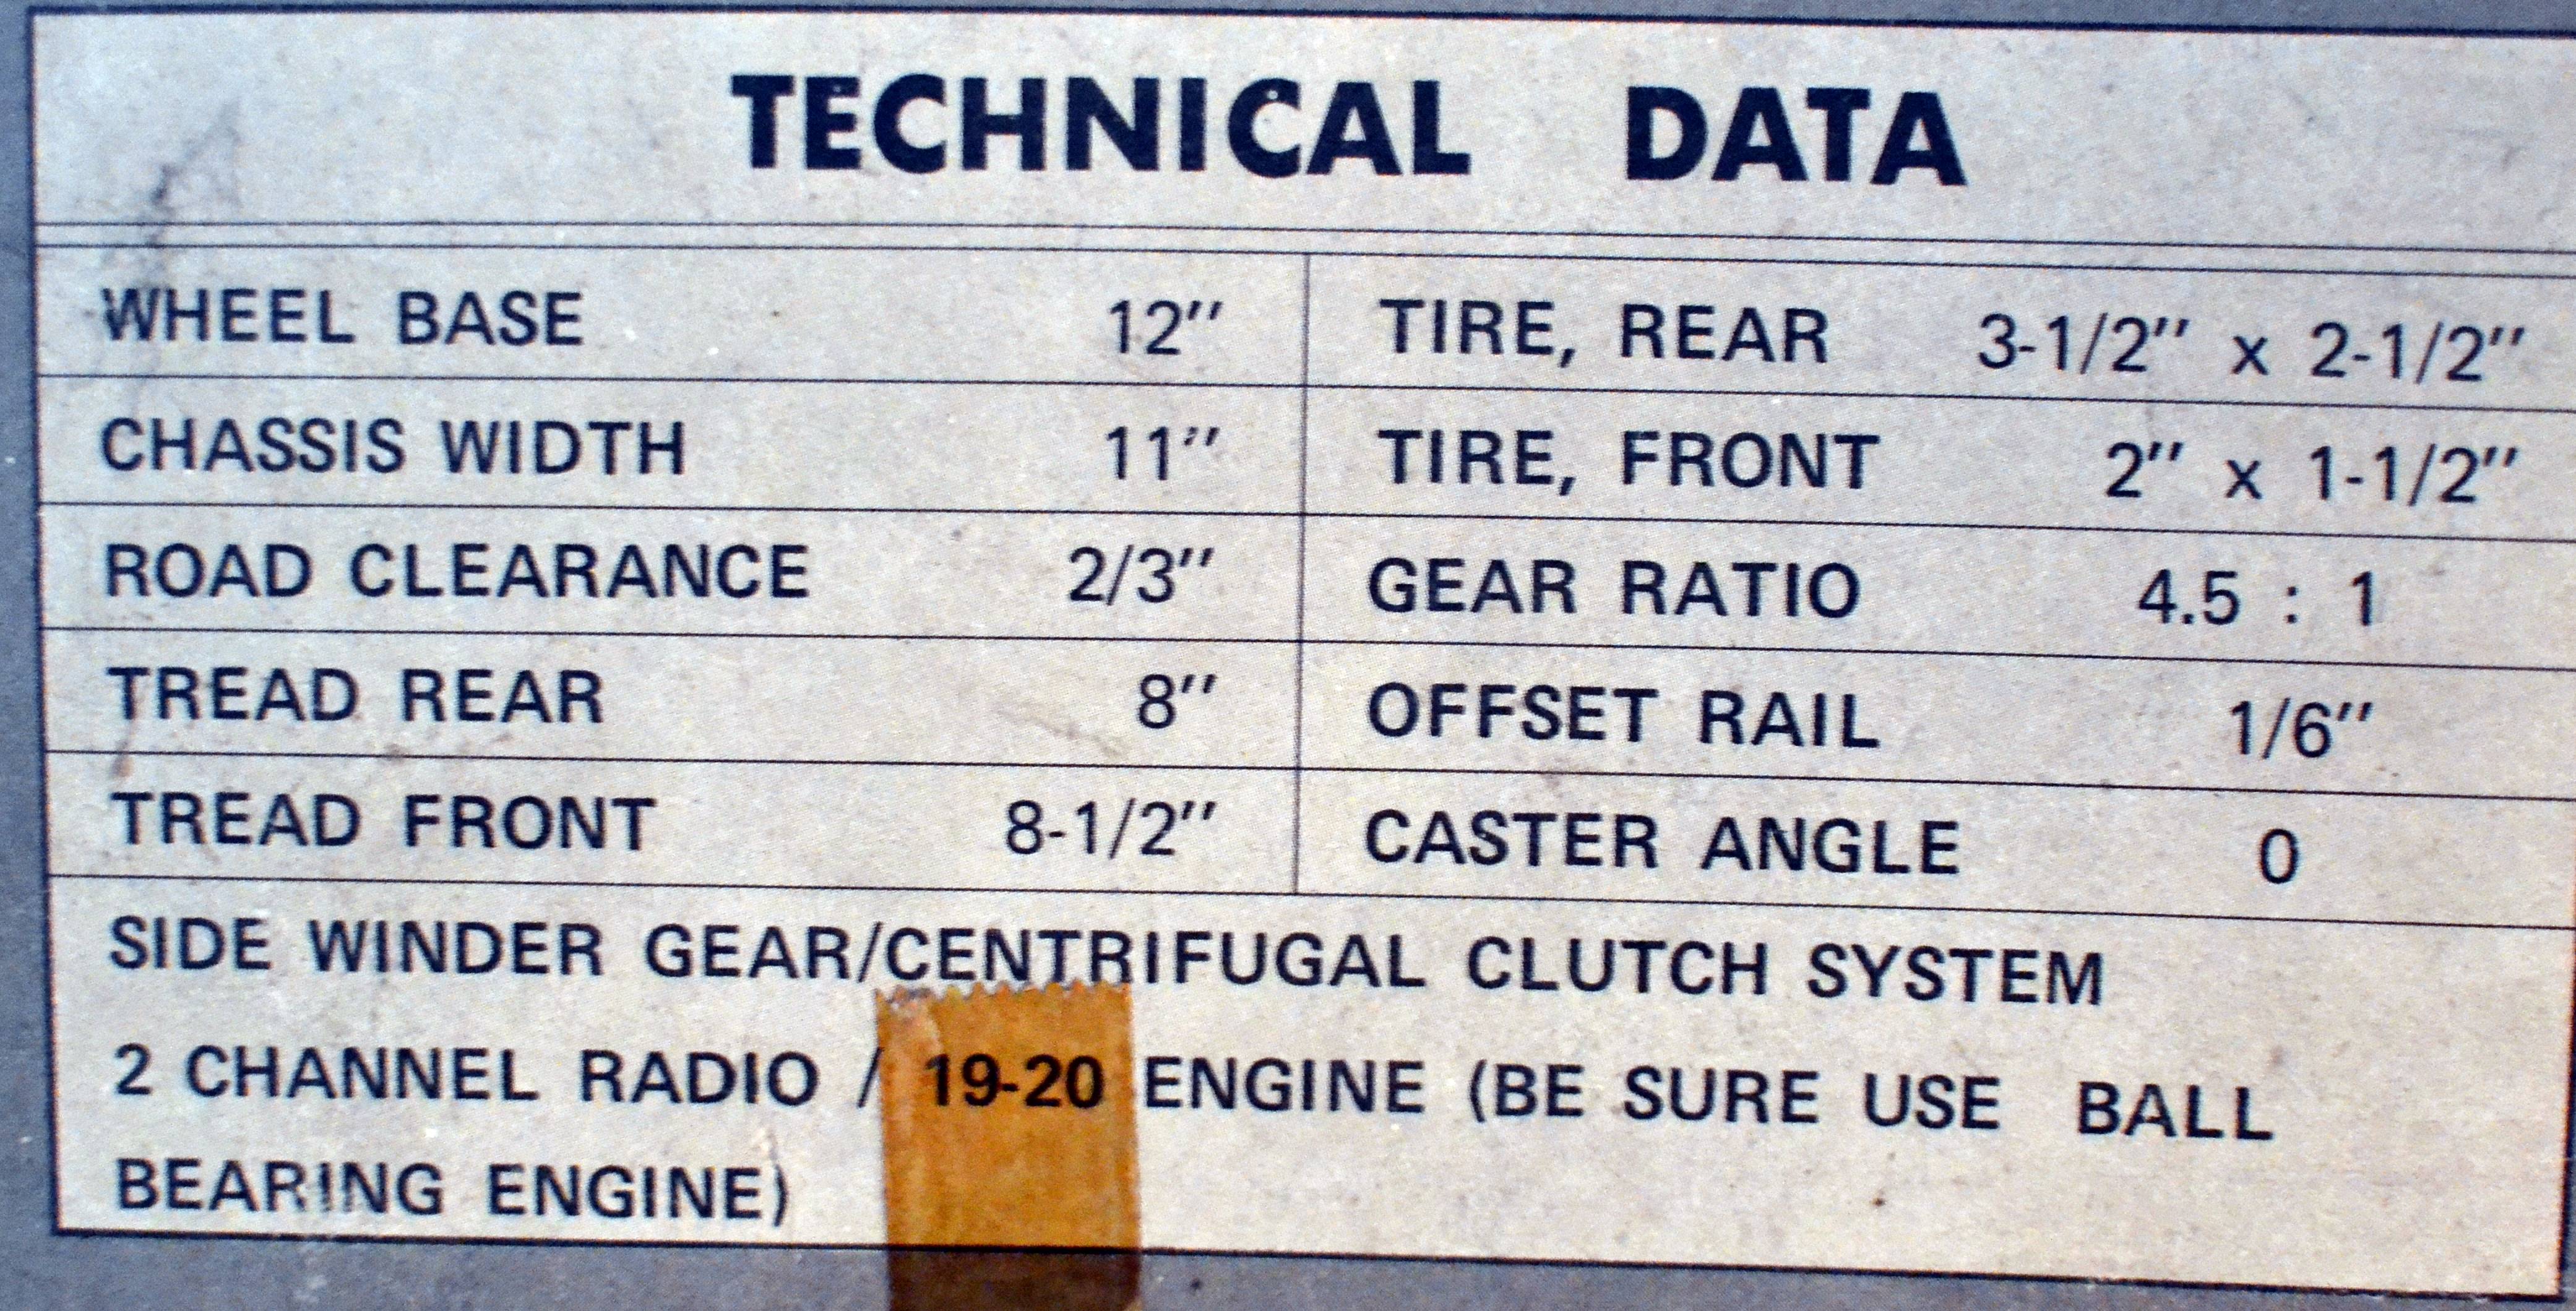 TECHNICAL DATA
WHEEL BASE 12" TIRE, REAR 3-1/2" x 2-1/2"
CHASSIS WIDTH 11" TIRE, FRONT 2" x 1-1/2"
ROAD CLEARANCE 2/3" GEAR RATIO 4.5 : 1
TREAD REAR 8" OFFSET RAIL 1/6"
TREAD FRONT 8-1/2" CASTER ANGLE 0
SIDE WINDER GEAR/CENTRIFUGAL CLUTCH SYSTEM
2 CHANNEL RADIO / 19-20 ENGINE (BE SURE USE BALL
BEARING ENGINE)